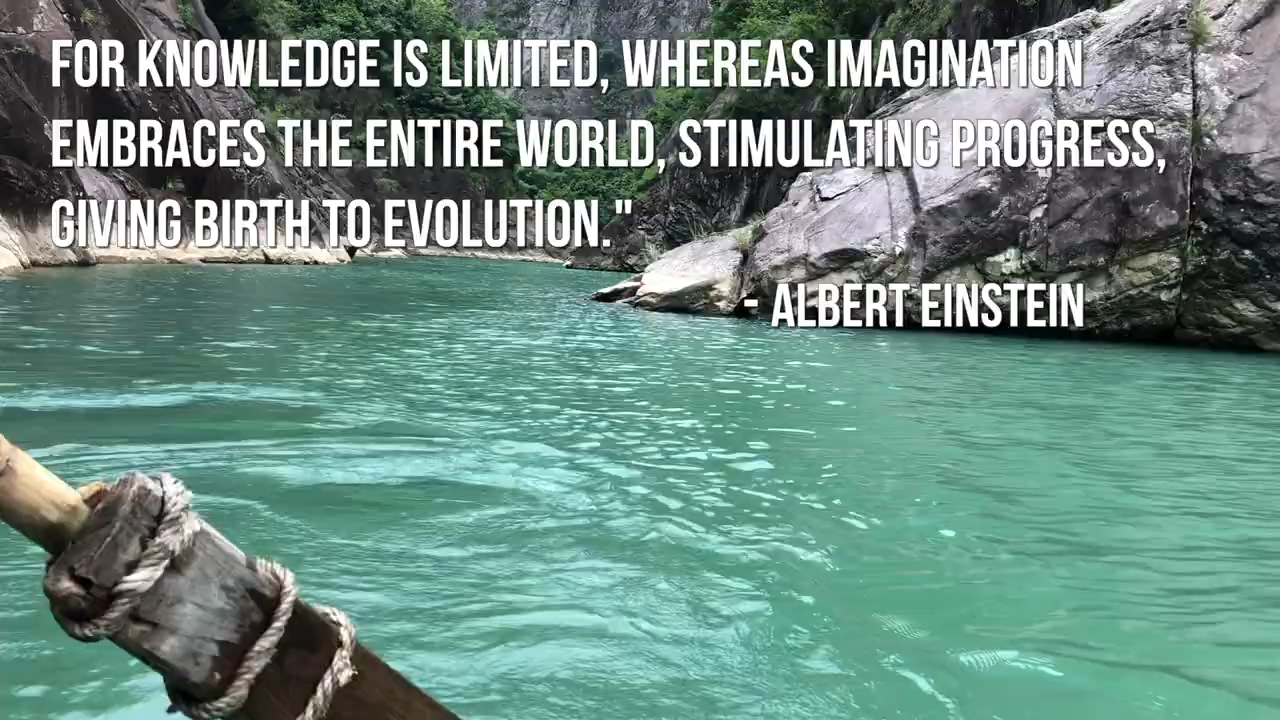 FOR KNOWLEDGE IS LIMITED, WHEREAS IMAGINATION
EMBRACES THE ENTIRE WORLD, STIMULATING PROGRESS,
GIVING BIRTH TO EVOLUTION."
- ALBERT EINSTEIN